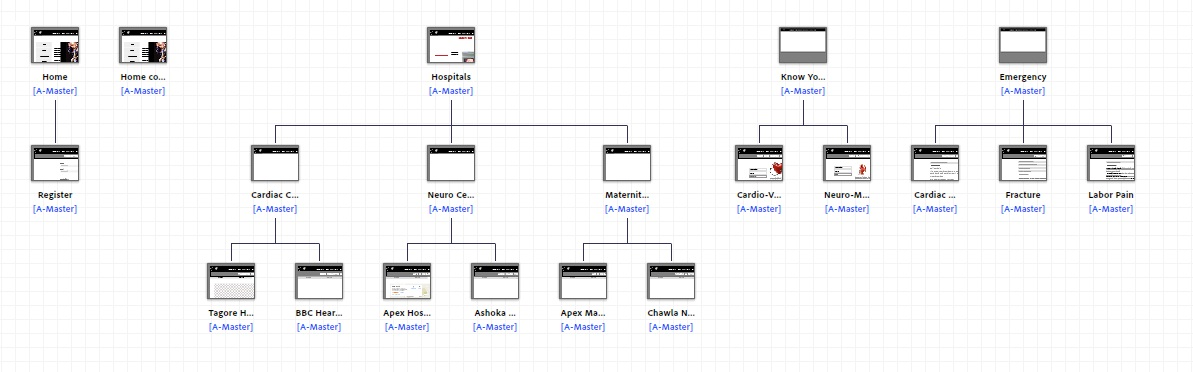 Home
[A-Master]
Home co...
[A-Master]
Hospitals
[A-Master]
Know Yo...
[A-Master]
Emergency
[A-Master]
Register
[A-Master]
Cardiac C...
[A-Master]
Neuro Ce...
[A-Master]
Maternit...
[A-Master]
Cardio-V...
[A-Master]
Neuro-M...
[A-Master]
Cardiac ...
[A-Master]
Fracture
[A-Master]
Labor Pain
[A-Master]
Tagore H...
[A-Master]
BBC Hear...
[A-Master]
Apex Hos...
[A-Master]
Ashoka ...
[A-Master]
Apex Ma...
[A-Master]
Chawla N...
[A-Master]